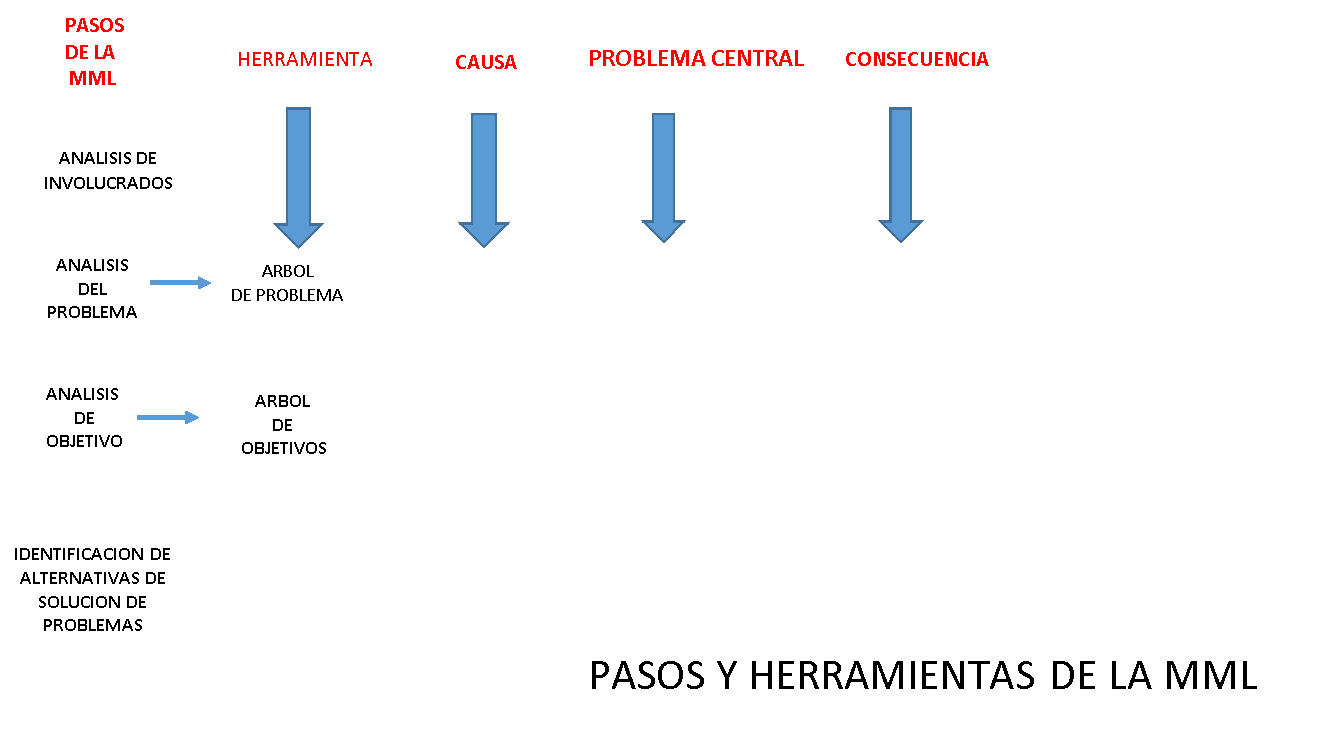 PASOS
DE LA
MML
HERRAMIENTA
CAUSA
PROBLEMA CENTRAL
CONSECUENCIA
ANALISIS DE
INVOLUCRADOS
ANALISIS
DEL
PROBLEMA
ARBOL
DE PROBLEMA
ANALISIS
DE
OBJETIVO
ARBOL
DE
OBJETIVOS
IDENTIFICACION DE
ALTERNATIVAS DE
SOLUCION DE
PROBLEMAS
PASOS Y HERRAMIENTAS DE LA MML